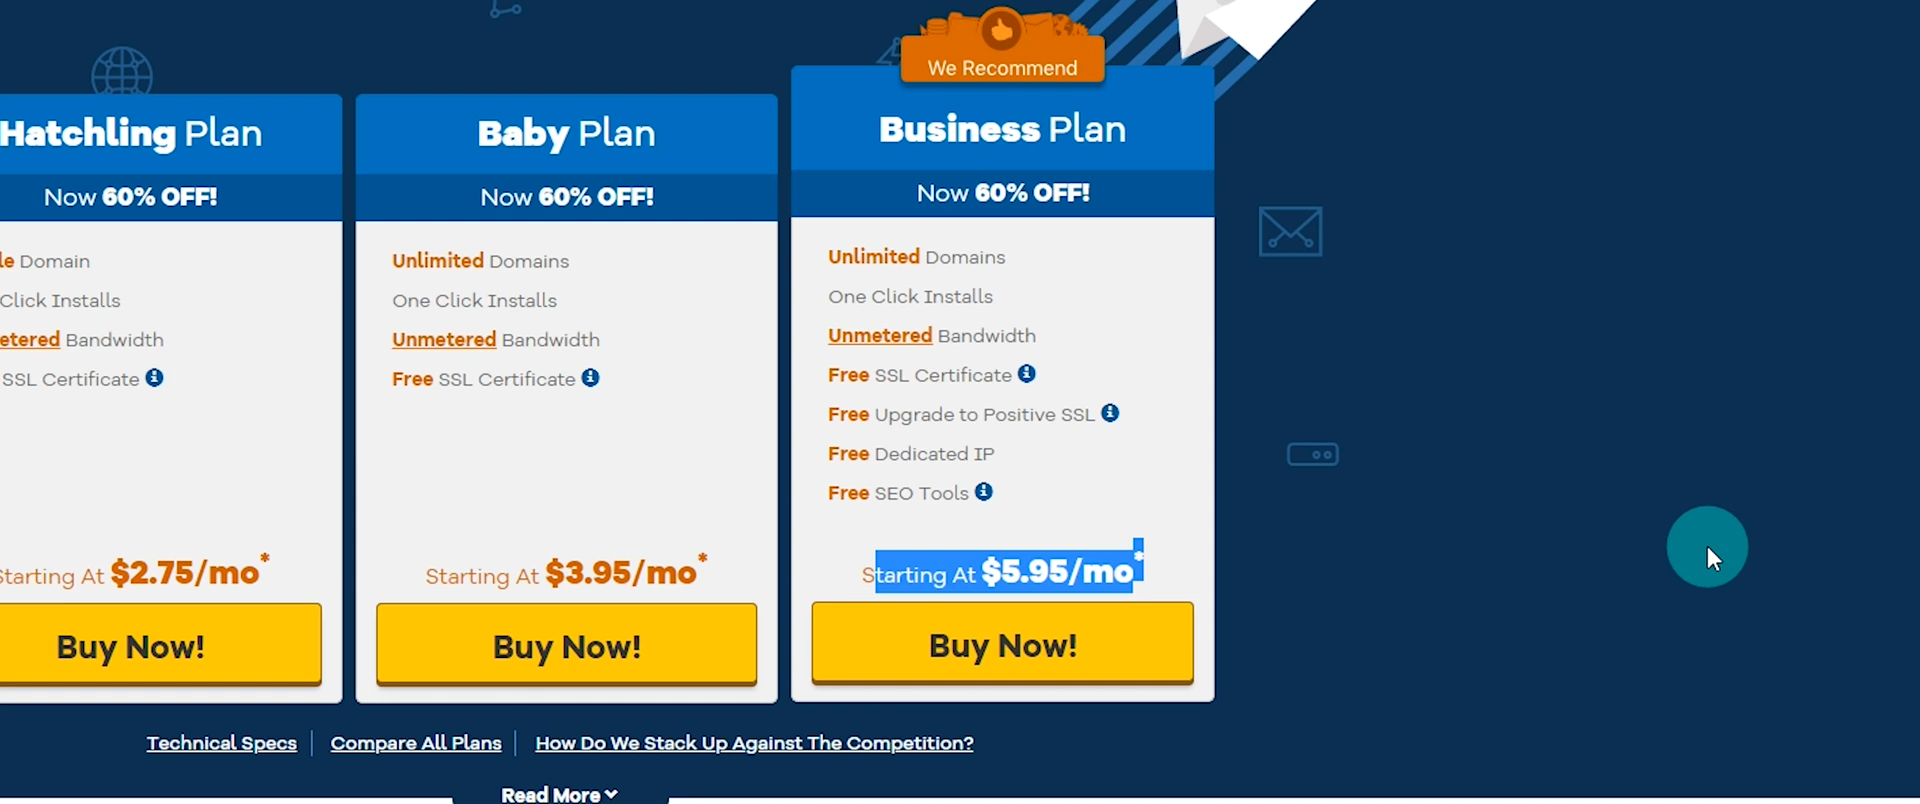 We Recommend
Hatchling Plan
Now 60% OFF!
le Domain
Click Installs
etered Bandwidth
SSL Certificate
Starting At $2.75/mo*
Buy Now!
Baby Plan
Now 60% OFF!
Unlimited Domains
One Click Installs
Unmetered Bandwidth
Free SSL Certificate
Starting At $3.95/mo*
Buy Now!
Business Plan
Now 60% OFF!
Unlimited Domains
One Click Installs
Unmetered Bandwidth
Free SSL Certificate
Free Upgrade to Positive SSL
Free Dedicated IP
Free SEO Tools
Starting At $5.95/mo*
Buy Now!
Technical Specs
Compare All Plans
How Do We Stack Up Against The Competition?
Read More